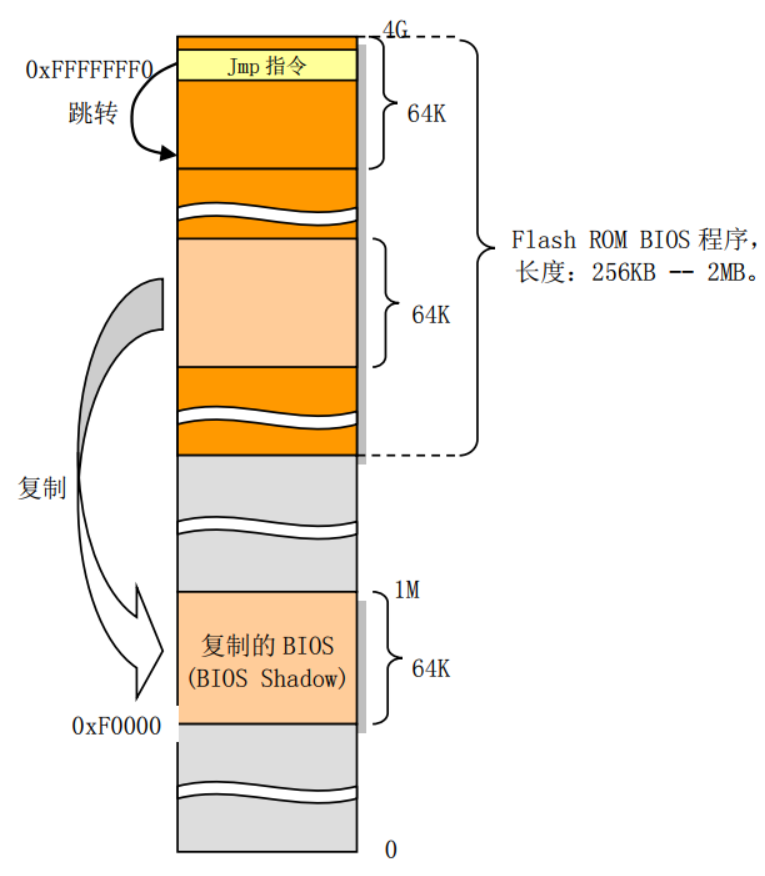 4G
0xFFFFFFF0
Jmp 指令
跳转
64K
Flash ROM BIOS 程序，
长度：256KB -- 2MB。
64K
复制
1M
复制的 BIOS
(BIOS Shadow)
64K
0xF0000
0